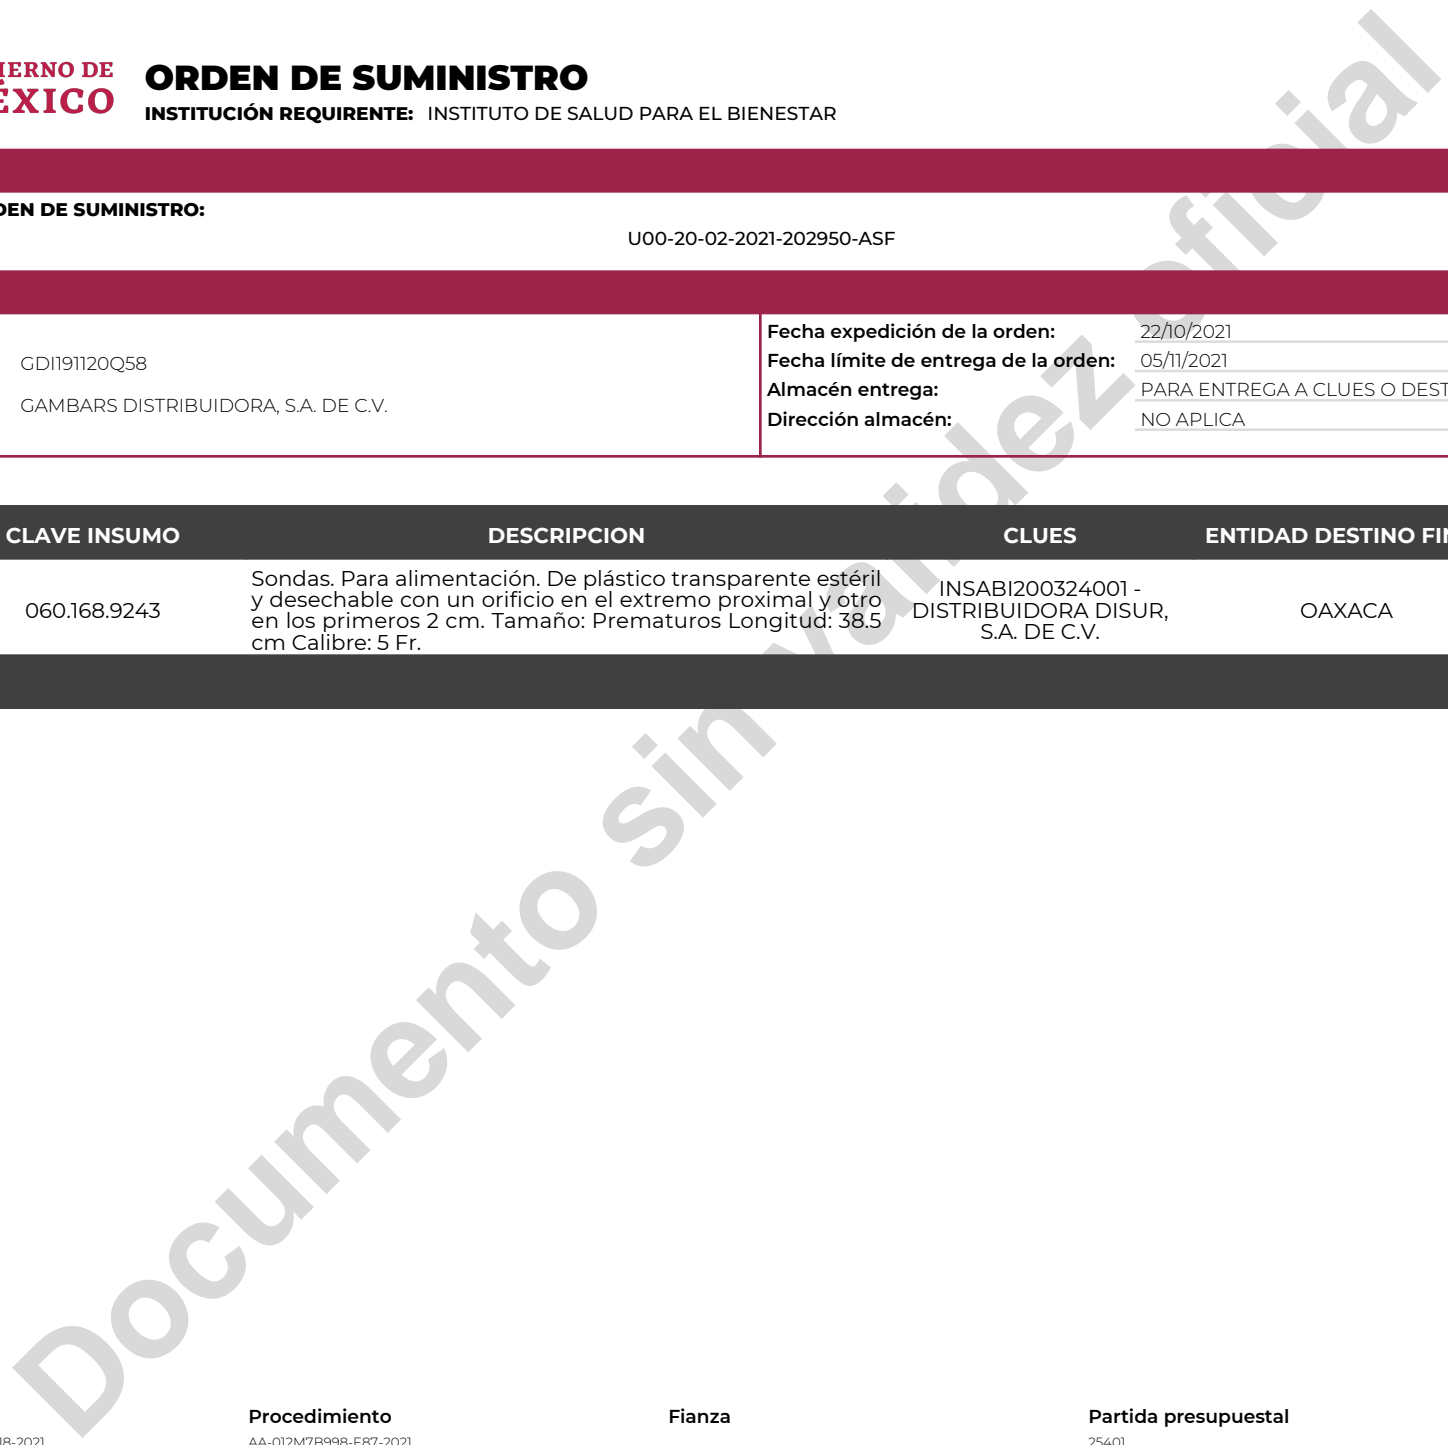 IERNO DE
ÉXICO
ORDEN DE SUMINISTRO
INSTITUCIÓN REQUIRENTE: INSTITUTO DE SALUD PARA EL BIENESTAR
DEN DE SUMINISTRO:
U00-20-02-2021-202950-ASF
GDI191120Q58
GAMBARS DISTRIBUIDORA, S.A. DE C.V.
Fecha expedición de la orden: 22/10/2021
Fecha límite de entrega de la orden: 05/11/2021
Almacén entrega: PARA ENTREGA A CLUES O DEST
Dirección almacén: NO APLICA
CLAVE INSUMO DESCRIPCION CLUES ENTIDAD DESTINO FIN
060.168.9243
Sondas. Para alimentación. De plástico transparente estéril
y desechable con un orificio en el extremo proximal y otro
en los primeros 2 cm. Tamaño: Prematuros Longitud: 38.5
cm Calibre: 5 Fr.
INSABI200324001 -
DISTRIBUIDORA DISUR,
S.A. DE C.V.
OAXACA
Documento sin validez oficial
Procedimiento Fianza Partida presupuestal
18-2021 AA-012M7B998-E87-2021 25401